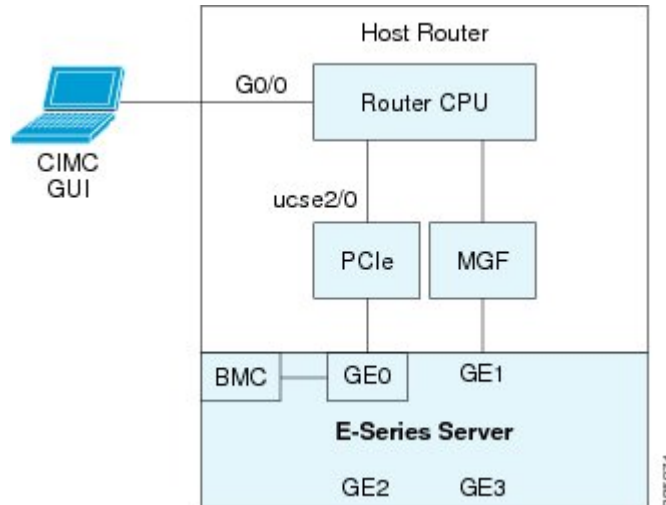 Host Router
G0/0
Router CPU
CIMC
GUI
ucse2/0
PCIe
MGF
BMC
GE0
GE1
E-Series Server
GE2
GE3